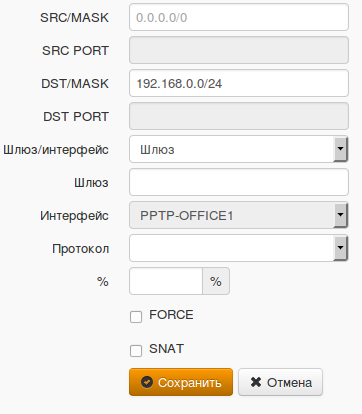 SRC/MASK 0.0.0.0/0
SRC PORT
DST/MASK 192.168.0.0/24
DST PORT
Шлюз/интерфейс Шлюз
Шлюз
Интерфейс PPTP-OFFICE1
Протокол
% %
FORCE
SNAT
Сохранить Отмена